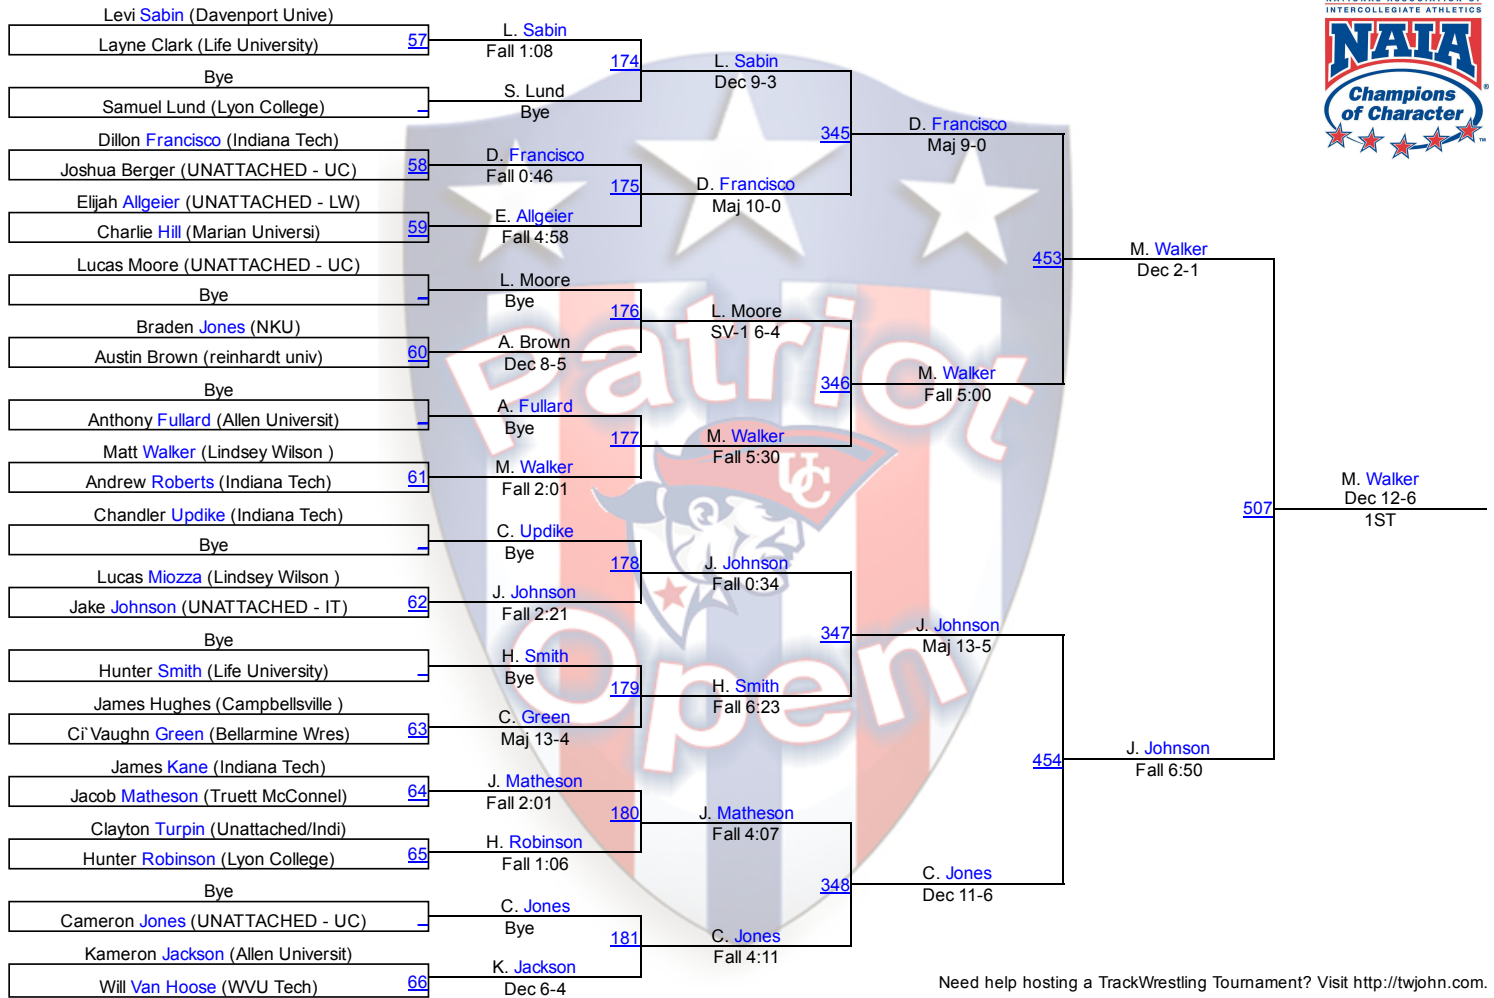 Levi Sabin (Davenport Unive)
Layne Clark (Life University)
57
Bye
Samuel Lund (Lyon College)
Dillon Francisco (Indiana Tech)
Joshua Berger (UNATTACHED - UC)
58
Elijah Allgeier (UNATTACHED - LW)
Charlie Hill (Marian Universi)
59
Lucas Moore (UNATTACHED - UC)
Bye
Braden Jones (NKU)
Austin Brown (reinhardt univ)
60
Bye
Anthony Fullard (Allen Universit)
Matt Walker (Lindsey Wilson )
Andrew Roberts (Indiana Tech)
61
Chandler Updike (Indiana Tech)
Bye
Lucas Miozza (Lindsey Wilson )
Jake Johnson (UNATTACHED - IT)
62
Bye
Hunter Smith (Life University)
James Hughes (Campbellsville )
Ci`Vaughn Green (Bellarmine Wres)
63
James Kane (Indiana Tech)
Jacob Matheson (Truett McConnel)
64
Clayton Turpin (Unattached/Indi)
Hunter Robinson (Lyon College)
65
Bye
Cameron Jones (UNATTACHED - UC)
Kameron Jackson (Allen Universit)
Will Van Hoose (WVU Tech)
66
L. Sabin
Fall 1:08
174
S. Lund
Bye
D. Francisco
Fall 0:46
175
E. Allgeier
Fall 4:58
L. Moore
Bye
176
A. Brown
Dec 8-5
A. Fullard
Bye
177
M. Walker
Fall 2:01
C. Updike
Bye
178
J. Johnson
Fall 2:21
H. Smith
Bye
179
C. Green
Maj 13-4
J. Matheson
Fall 2:01
180
H. Robinson
Fall 1:06
C. Jones
Bye
181
K. Jackson
Dec 6-4
L. Sabin
Dec 9-3
345
D. Francisco
Maj 10-0
L. Moore
SV-1 6-4
346
M. Walker
Fall 5:30
J. Johnson
Fall 0:34
347
H. Smith
Fall 6:23
J. Matheson
Fall 4:07
348
C. Jones
Fall 4:11
D. Francisco
Maj 9-0
453
M. Walker
Fall 5:00
J. Johnson
Maj 13-5
454
C. Jones
Dec 11-6
M. Walker
Dec 2-1
507
J. Johnson
Fall 6:50
M. Walker
Dec 12-6
1ST
Patriot
UC
Open
INTERCOLLEGIATE ATHLETICS
NAIA
Champions
of Character
Need help hosting a TrackWrestling Tournament? Visit http://twjohn.com.